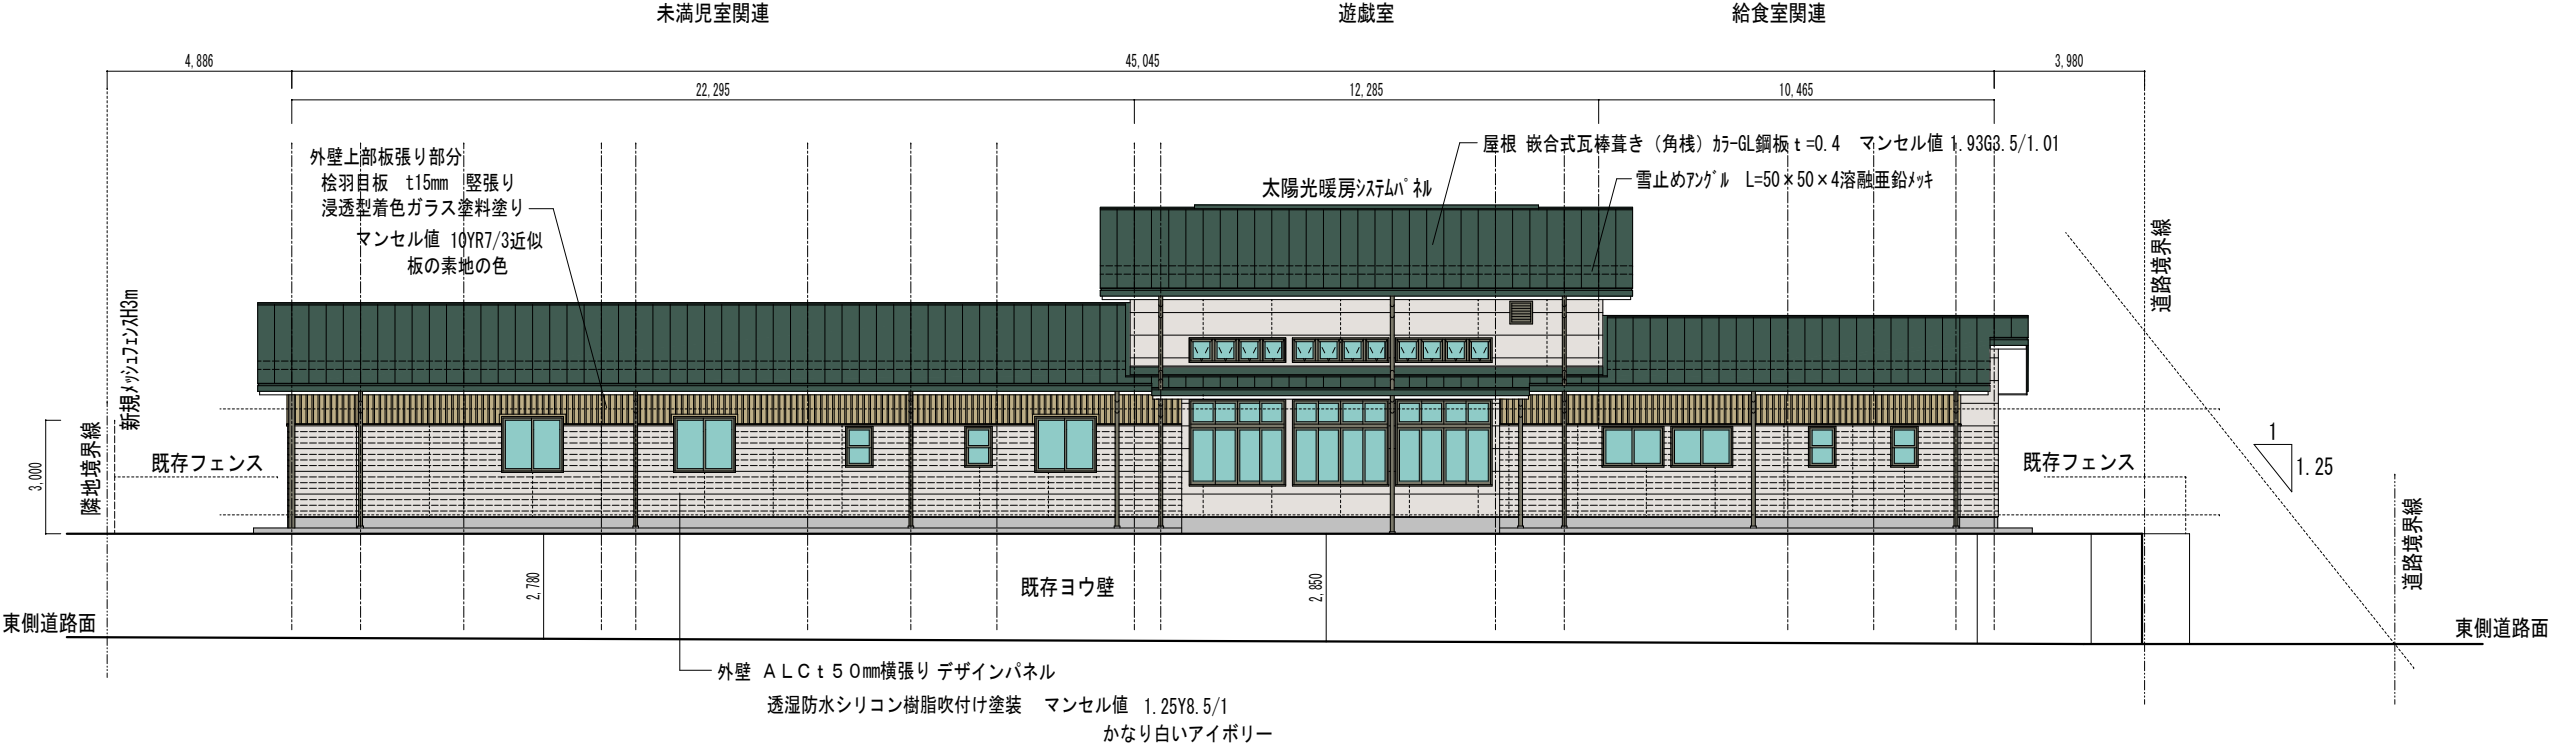 未満児室関連
遊戯室
給食室関連
4,886
45,045
3,980
22,295
12,285
10,465
外壁上部板張り部分
桧羽目板 t15mm 竪張り
浸透型着色ガラス塗料塗り
マンセル値 10YR7/3近似
板の素地の色
屋根 嵌合式瓦棒葺き（角桟）ｶﾗｰGL鋼板ｔ=0.4 マンセル値 1.93G3.5/1.01
太陽光暖房ｼｽﾃﾑﾊﾟﾈﾙ
雪止めｱﾝｸﾞﾙ L=50×50×4溶融亜鉛ﾒｯｷ
道路境界線
新規ﾒｯｼｭﾌｪﾝｽH3m
隣地境界線
3,000
既存フェンス
既存フェンス
1
1.25
道路境界線
2,780
既存ヨウ壁
2,850
東側道路面
東側道路面
外壁 ＡＬＣｔ５０mm横張り デザインパネル
透湿防水シリコン樹脂吹付け塗装 マンセル値 1.25Y8.5/1
かなり白いアイボリー